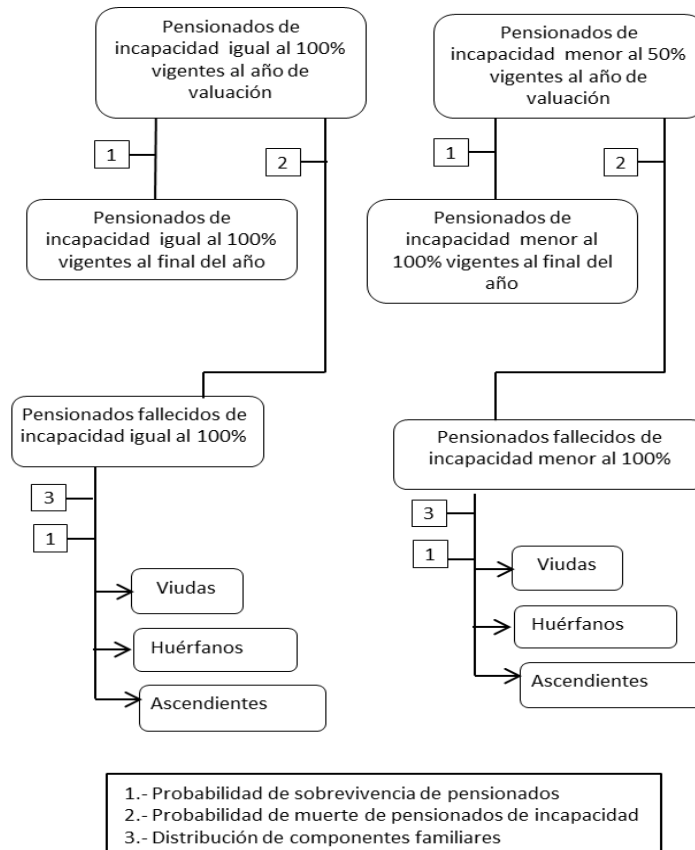 Pensionados de
incapacidad igual al 100%
vigentes al año de
valuación
1
2
Pensionados de
incapacidad igual al 100%
vigentes al final del año
Pensionados fallecidos de
incapacidad igual al 100%
3
1
Viudas
Huérfanos
Ascendientes
Pensionados de
incapacidad menor al 50%
vigentes al año de
valuación
1
2
Pensionados de
incapacidad menor al
100% vigentes al final del
año
Pensionados fallecidos de
incapacidad menor al 100%
3
1
Viudas
Huérfanos
Ascendientes
1.- Probabilidad de sobrevivencia de pensionados
2.- Probabilidad de muerte de pensionados de incapacidad
3.- Distribución de componentes familiares